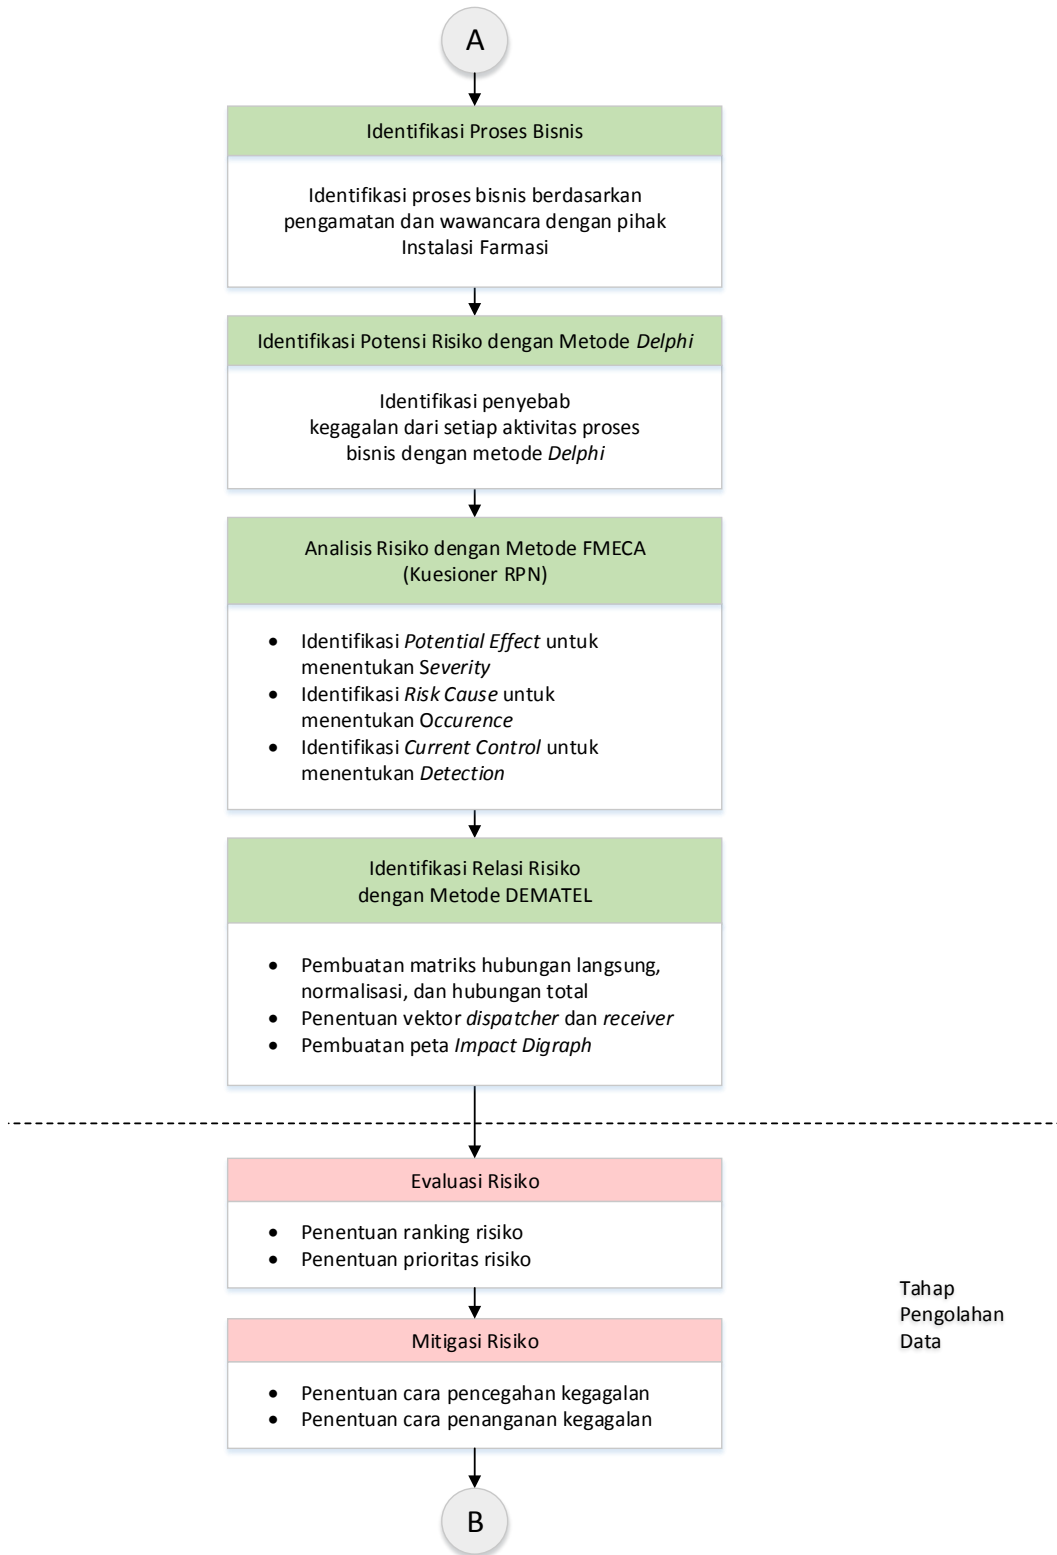 A
Identifikasi Proses Bisnis
Identifikasi proses bisnis berdasarkan
pengamatan dan wawancara dengan pihak
Instalasi Farmasi
Identifikasi Potensi Risiko dengan Metode Delphi
Identifikasi penyebab
kegagalan dari setiap aktivitas proses
bisnis dengan metode Delphi
Analisis Risiko dengan Metode FMECA
(Kuesioner RPN)
• Identifikasi Potential Effect untuk
menentukan Severity
• Identifikasi Risk Cause untuk
menentukan Occurence
• Identifikasi Current Control untuk
menentukan Detection
Identifikasi Relasi Risiko
dengan Metode DEMATEL
• Pembuatan matriks hubungan langsung,
normalisasi, dan hubungan total
• Penentuan vektor dispatcher dan receiver
• Pembuatan peta Impact Digraph
Evaluasi Risiko
• Penentuan ranking risiko
• Penentuan prioritas risiko
Tahap
Pengolahan
Data
Mitigasi Risiko
• Penentuan cara pencegahan kegagalan
• Penentuan cara penanganan kegagalan
B